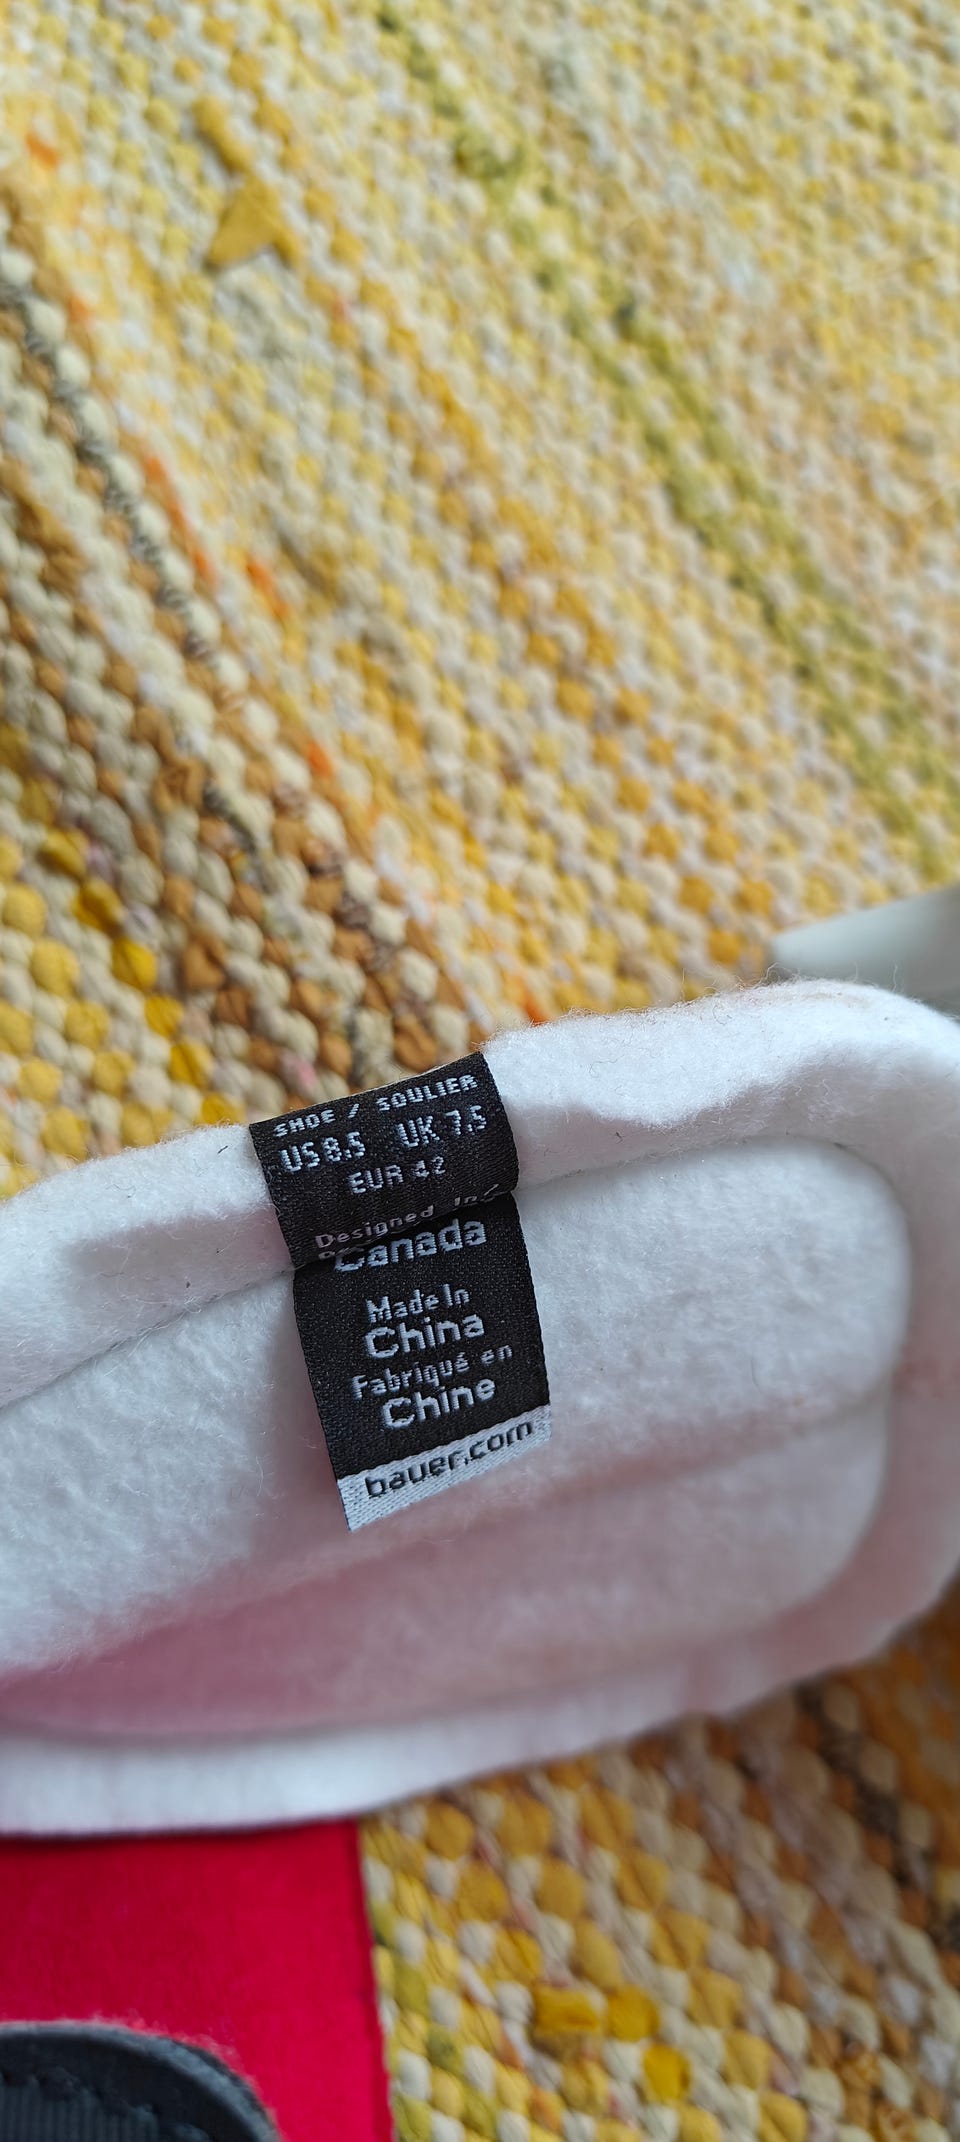 SHOE / SOULIER
US 8.5 UK 7.5
EUR 42
Designed In
Canada
Made In
China
Fabriqué en
Chine
bauer.com